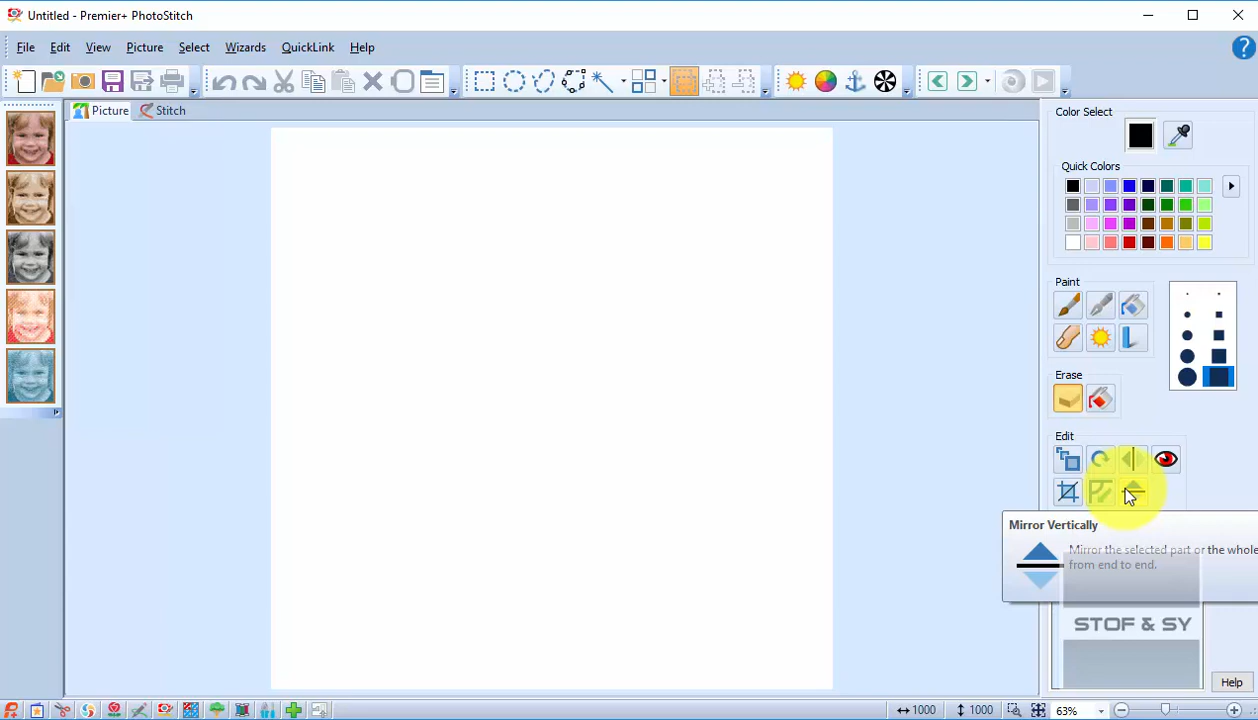 Untitled - Premier+ PhotoStitch
File Edit View Picture Select Wizards QuickLink Help
Picture Stitch
Color Select
Quick Colors
Paint
Erase
Edit
Mirror Vertically
Mirror the selected part or the whole
from end to end.
STOF & SY
Help
1000 1000 63%